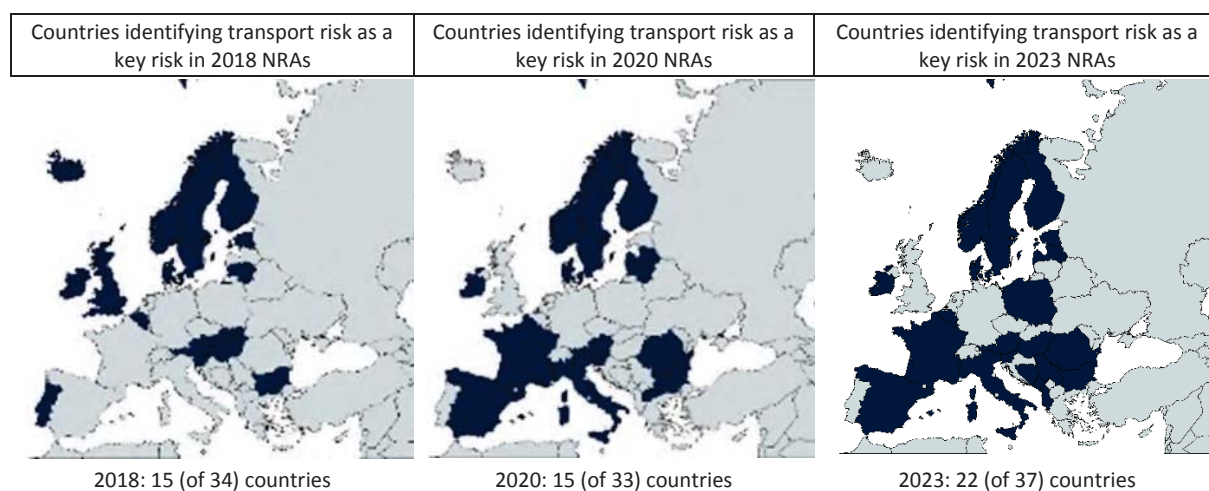 Countries identifying transport risk as a
key risk in 2018 NRAs
Countries identifying transport risk as a
key risk in 2020 NRAs
Countries identifying transport risk as a
key risk in 2023 NRAs
2018: 15 (of 34) countries
2020: 15 (of 33) countries
2023: 22 (of 37) countries